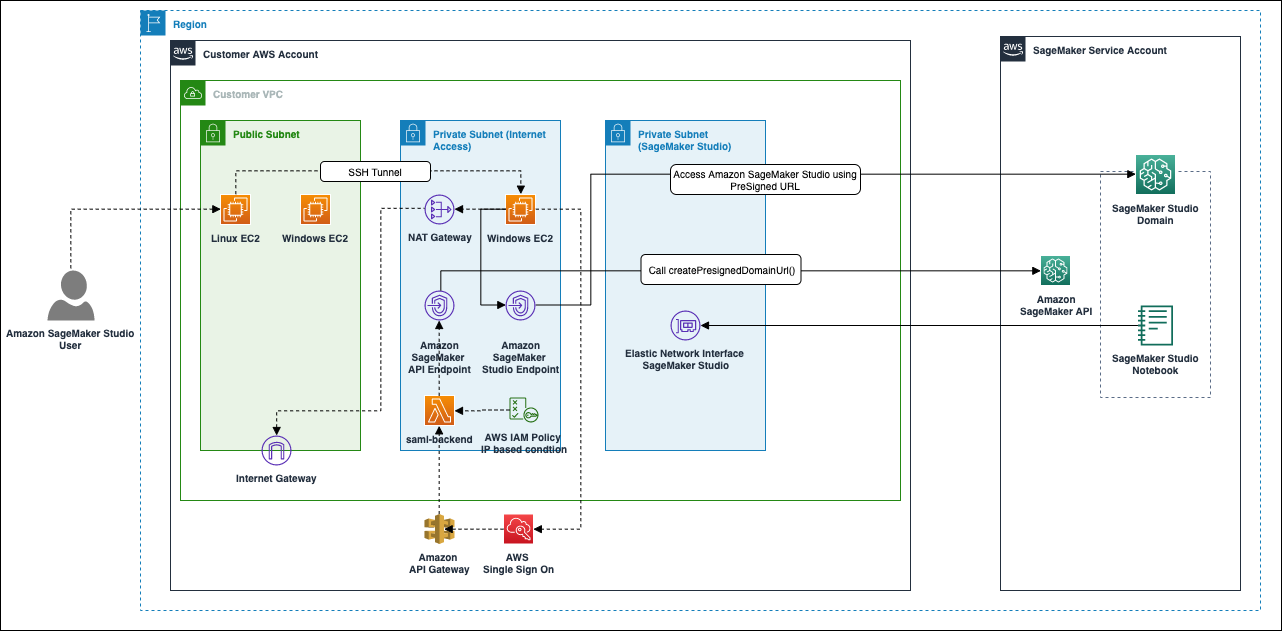 Region
aws
Customer AWS Account
aws
SageMaker Service Account
Customer VPC
Public Subnet
Private Subnet (Internet
Access)
Private Subnet
(SageMaker Studio)
SSH Tunnel
Access Amazon SageMaker Studio using
PreSigned URL
Linux EC2
Windows EC2
NAT Gateway
Windows EC2
SageMaker Studio
Domain
Call createPresignedDomainUrl()
Amazon
SageMaker API
Amazon SageMaker Studio
User
Amazon
SageMaker
API Endpoint
Amazon
SageMaker
Studio Endpoint
Elastic Network Interface
SageMaker Studio
SageMaker Studio
Notebook
saml-backend
AWS IAM Policy
IP based condtion
Internet Gateway
Amazon
API Gateway
AWS
Single Sign On